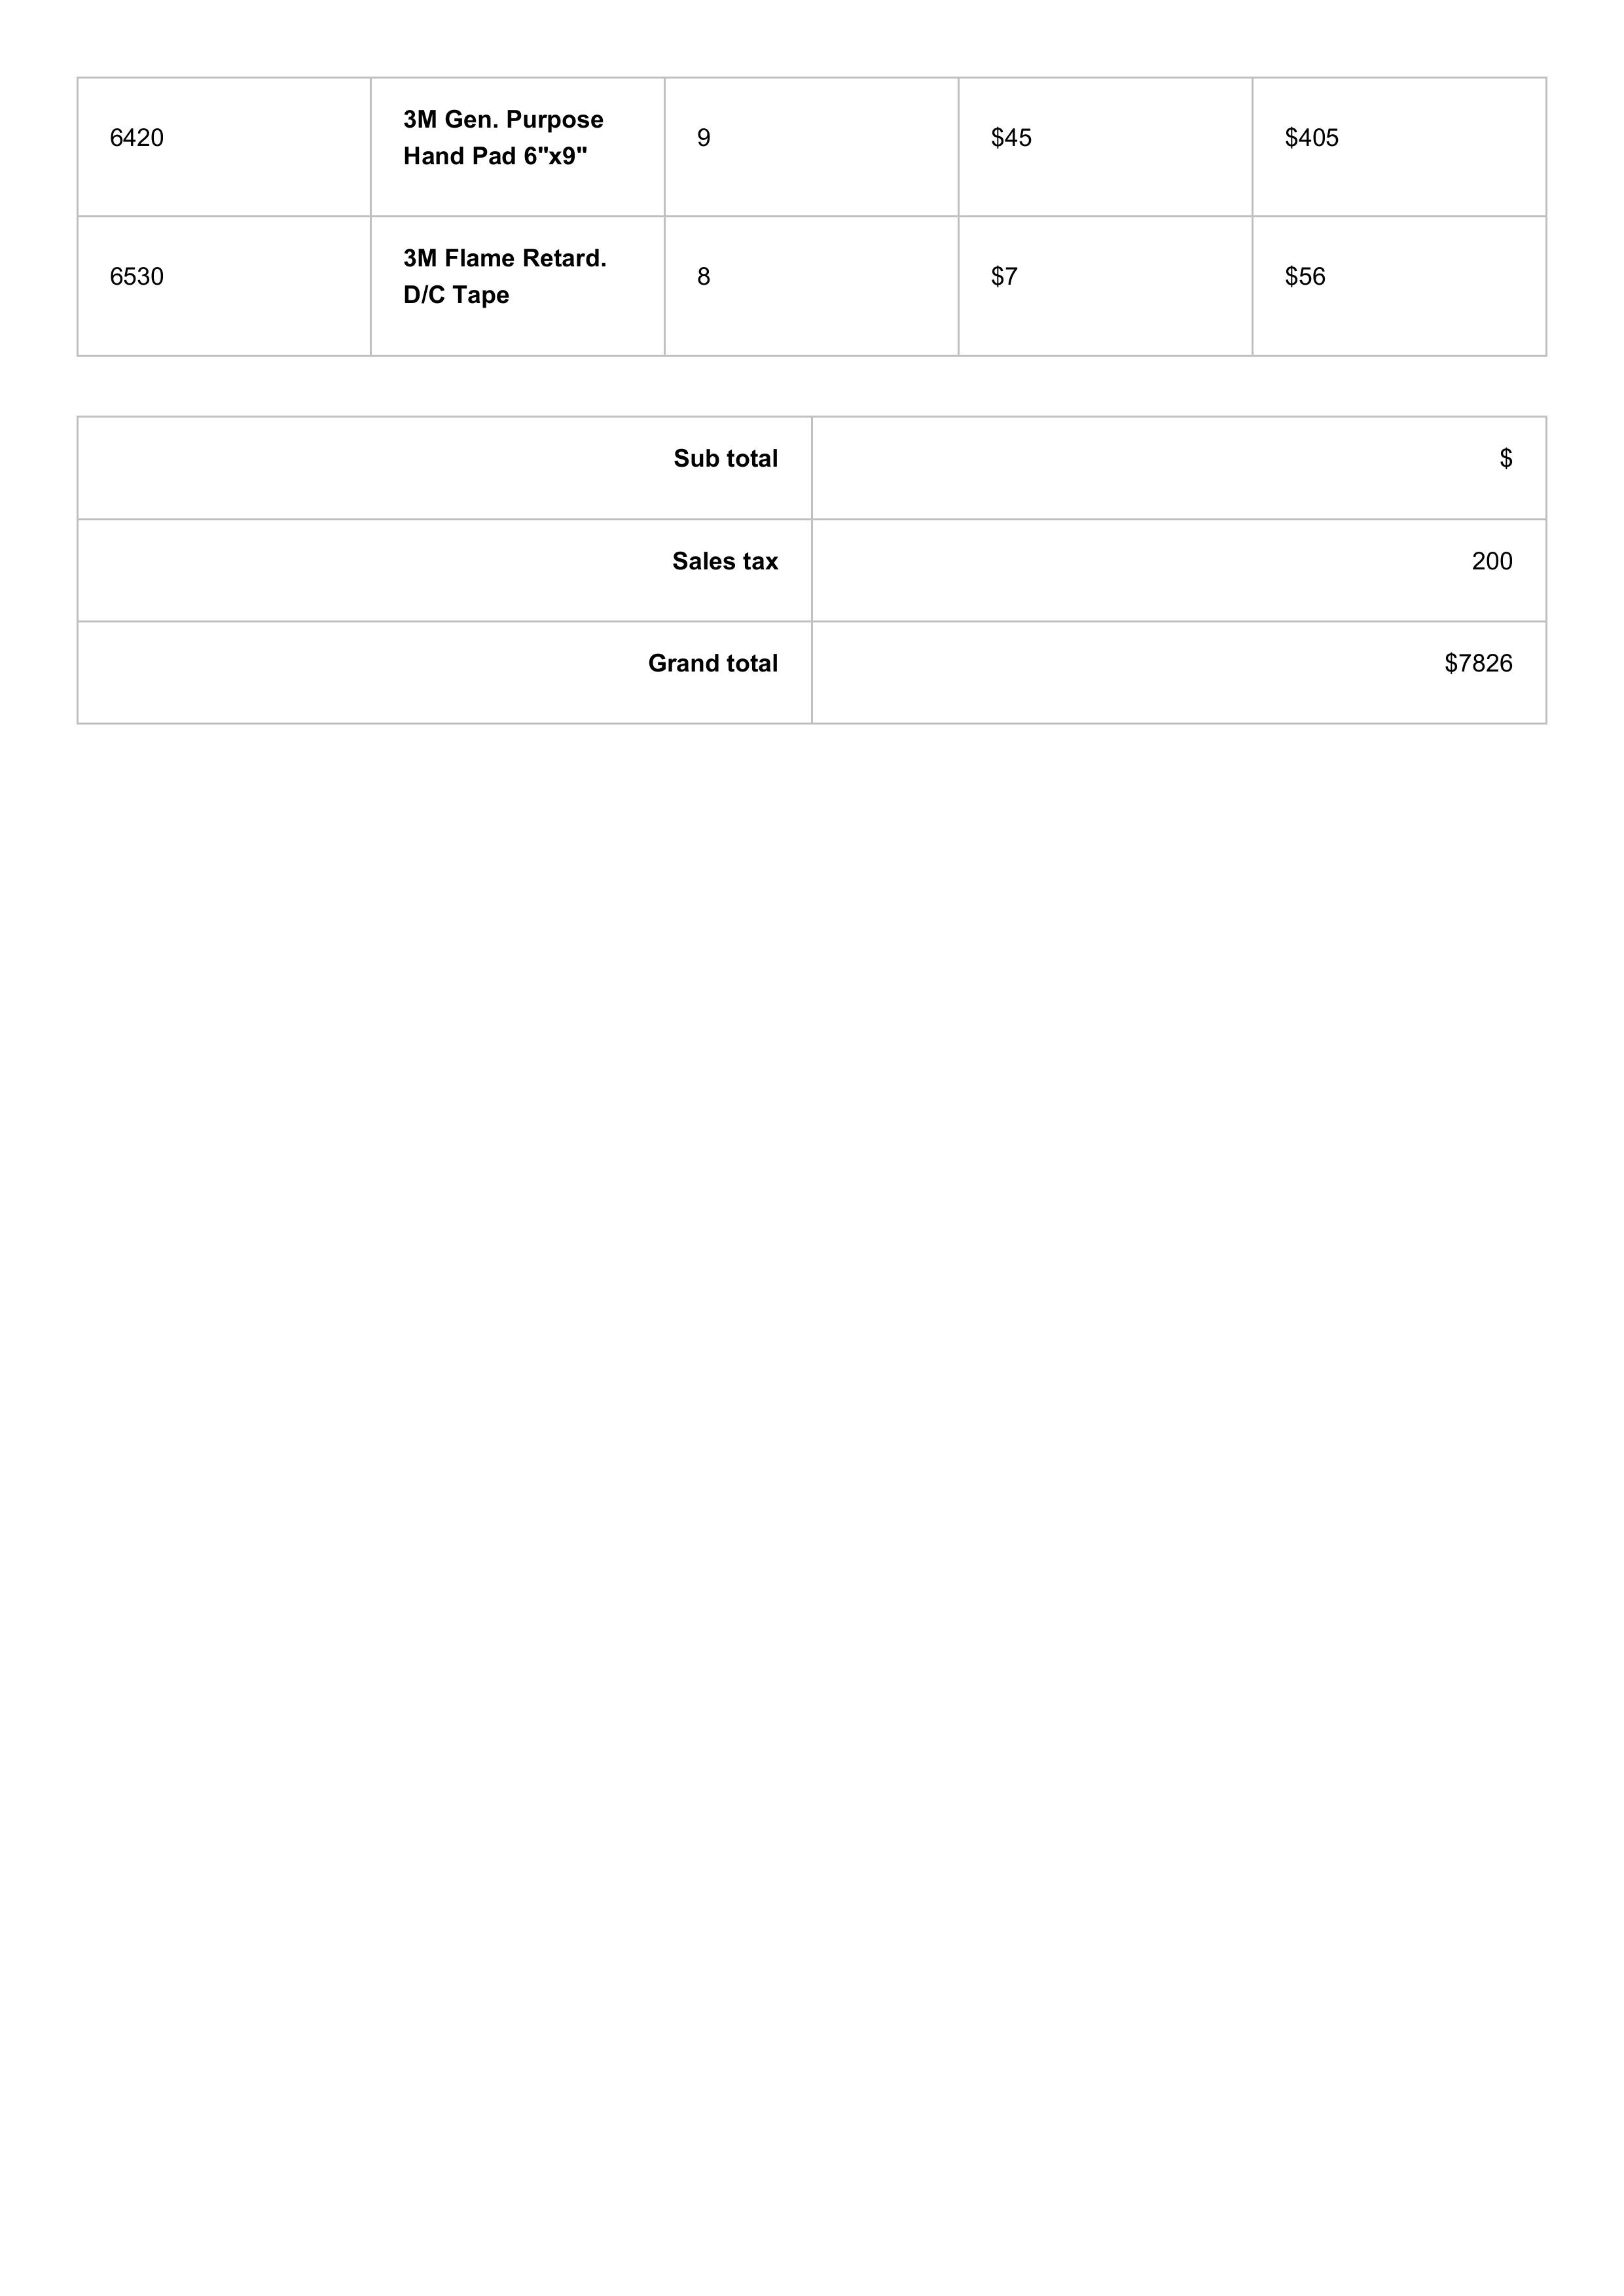 6420 3M Gen. Purpose 9 $45 $405
Hand Pad 6"x9"
6530 3M Flame Retard. 8 $7 $56
D/C Tape
Sub total $
Sales tax 200
Grand total $7826